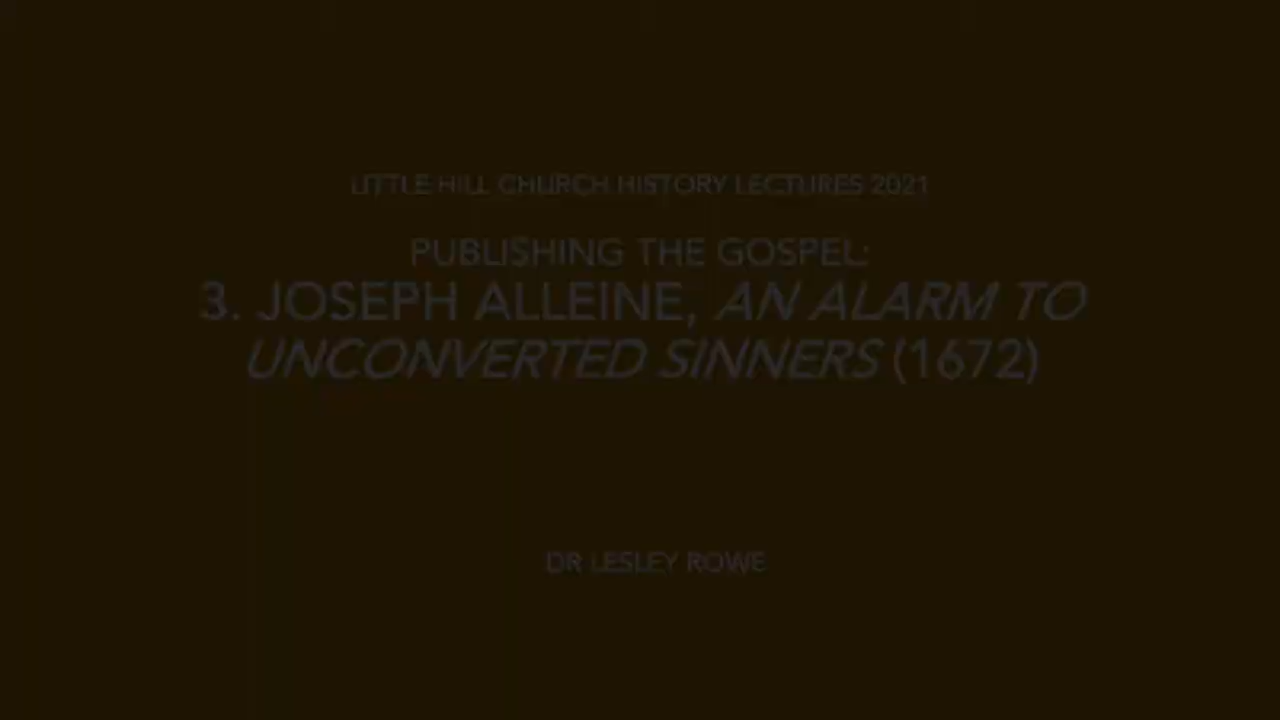 LITTLE HILL CHURCH HISTORY LECTURES 2021
PUBLISHING THE GOSPEL:
3. JOSEPH ALLEINE, AN ALARM TO
UNCONVERTED SINNERS (1672)
DR LESLEY ROWE